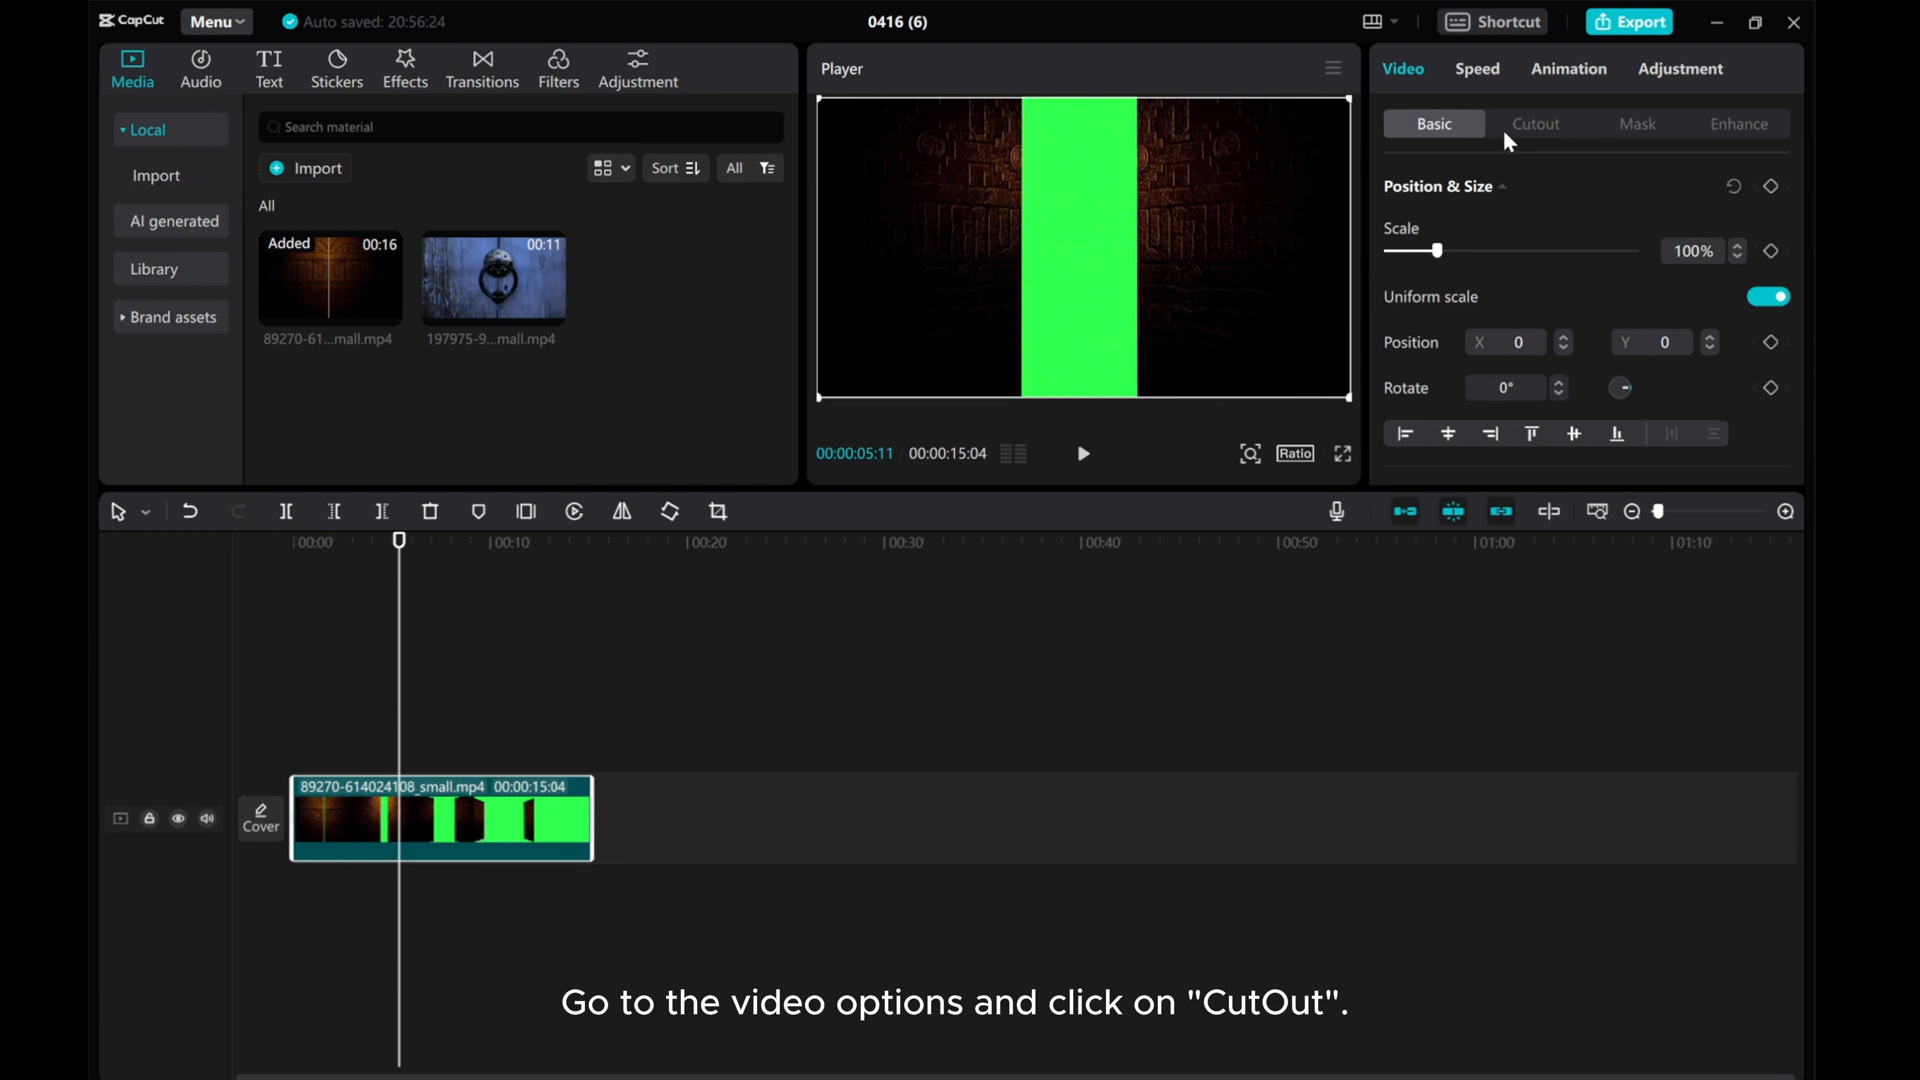 CapCut
Menu
Auto saved: 20:56:24
0416 (6)
Shortcut
Export
Media
Audio
Text
Stickers
Effects
Transitions
Filters
Adjustment
Local
Import
AI generated
Library
Brand assets
Search material
Import
Sort
All
All
Added 00:16
00:11
89270-61...mall.mp4
197975-9...mall.mp4
Player
00:00:05:11 / 00:00:15:04
Ratio
Video
Speed
Animation
Adjustment
Basic
Cutout
Mask
Enhance
Position & Size
Scale
100%
Uniform scale
Position X 0 Y 0
Rotate 0°
00:00
00:10
00:20
00:30
00:40
00:50
01:00
01:10
89270-614024108_small.mp4 00:00:15:04
Cover
Go to the video options and click on "CutOut".